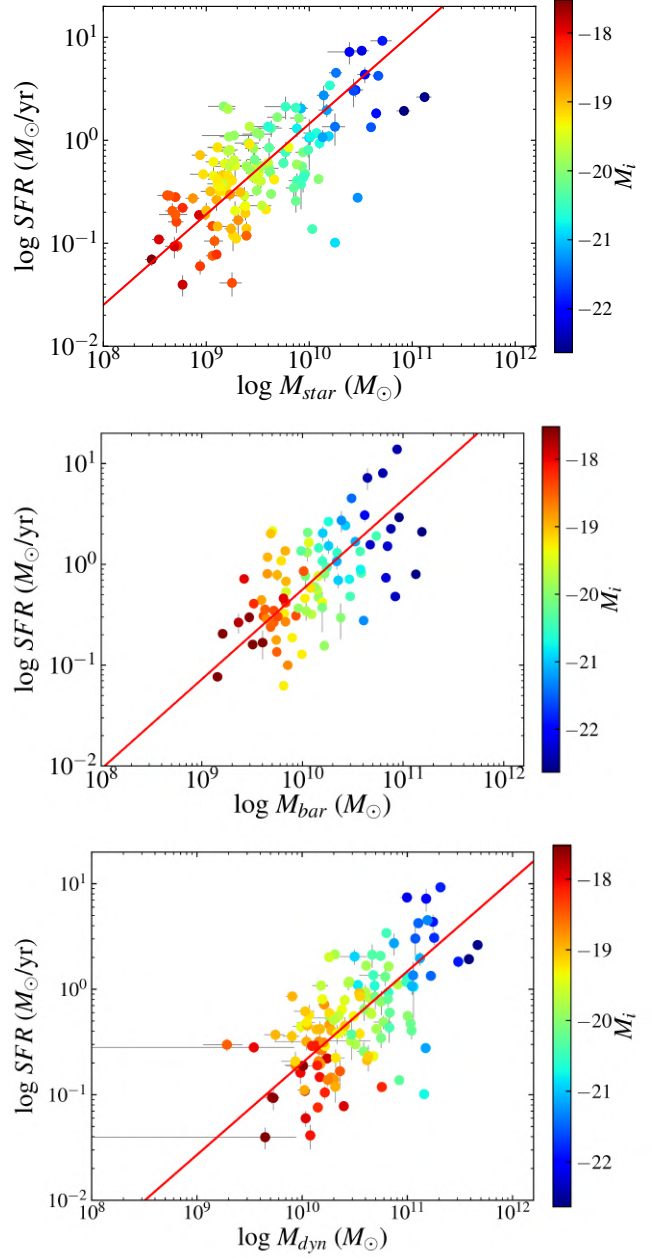 10¹
10⁰
10⁻¹
10⁻²
log SFR (M⊙/yr)
10⁸ 10⁹ 10¹⁰ 10¹¹ 10¹²
log M_star (M⊙)
−18
−19
−20
−21
−22
M_i
10¹
10⁰
10⁻¹
10⁻²
log SFR (M⊙/yr)
10⁸ 10⁹ 10¹⁰ 10¹¹ 10¹²
log M_bar (M⊙)
−18
−19
−20
−21
−22
M_i
10¹
10⁰
10⁻¹
10⁻²
log SFR (M⊙/yr)
10⁸ 10⁹ 10¹⁰ 10¹¹ 10¹²
log M_dyn (M⊙)
−18
−19
−20
−21
−22
M_i